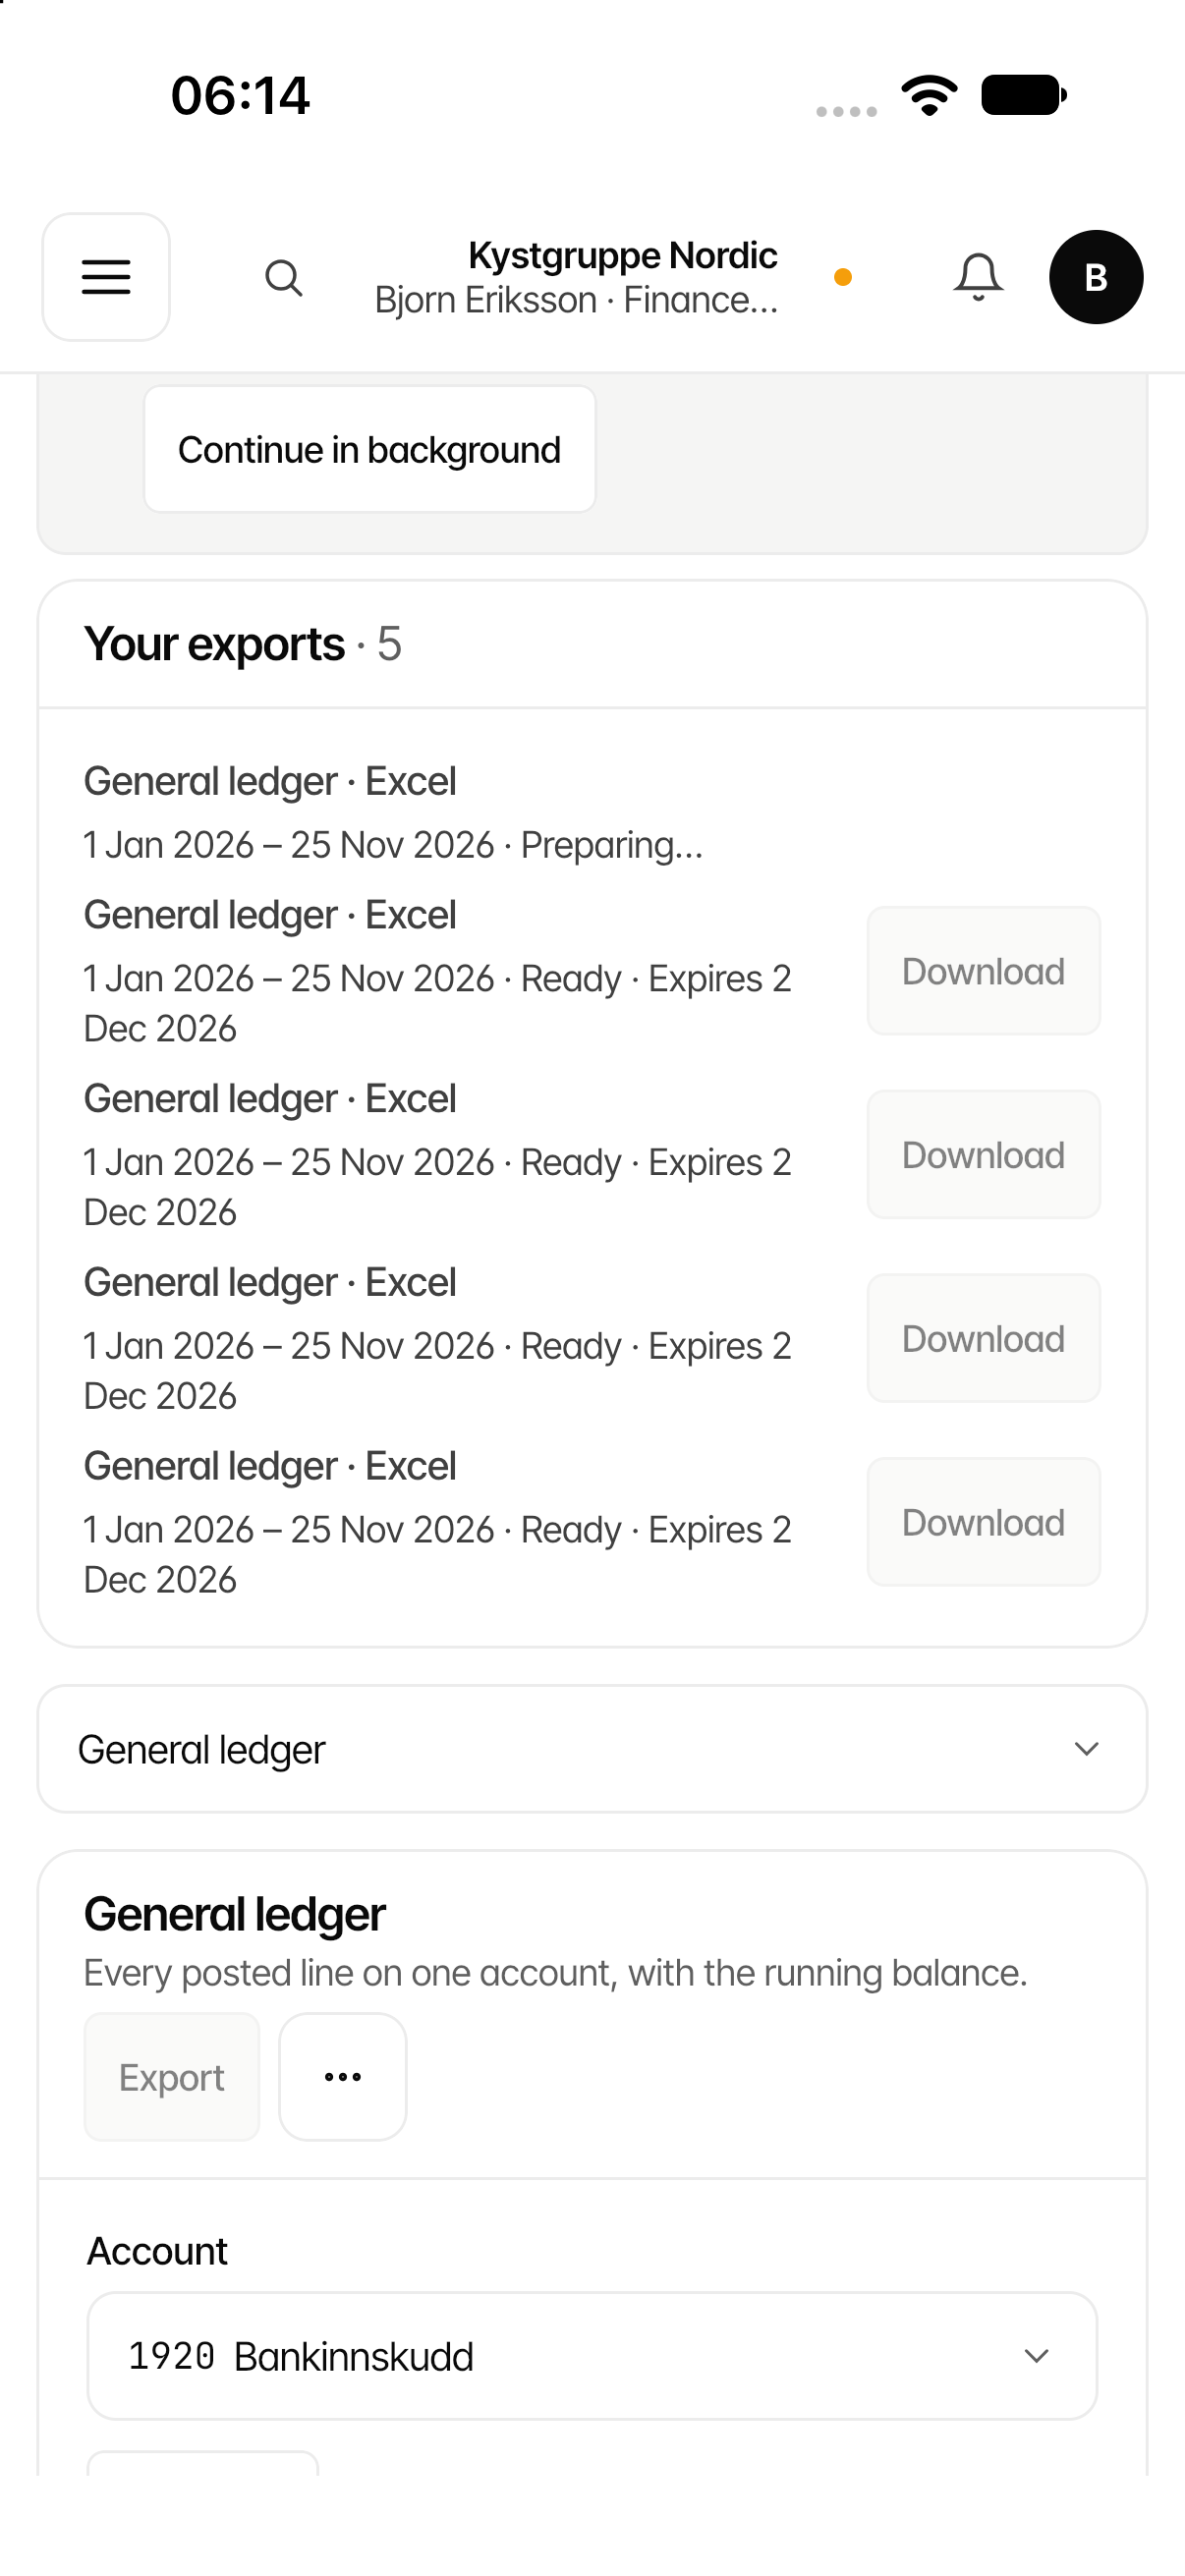 06:14
Kystgruppe Nordic
Bjorn Eriksson · Finance...
B
Continue in background
Your exports · 5
General ledger · Excel
1 Jan 2026 – 25 Nov 2026 · Preparing...
General ledger · Excel
1 Jan 2026 – 25 Nov 2026 · Ready · Expires 2
Dec 2026
Download
General ledger · Excel
1 Jan 2026 – 25 Nov 2026 · Ready · Expires 2
Dec 2026
Download
General ledger · Excel
1 Jan 2026 – 25 Nov 2026 · Ready · Expires 2
Dec 2026
Download
General ledger · Excel
1 Jan 2026 – 25 Nov 2026 · Ready · Expires 2
Dec 2026
Download
General ledger
General ledger
Every posted line on one account, with the running balance.
Export
Account
1920 Bankinnskudd